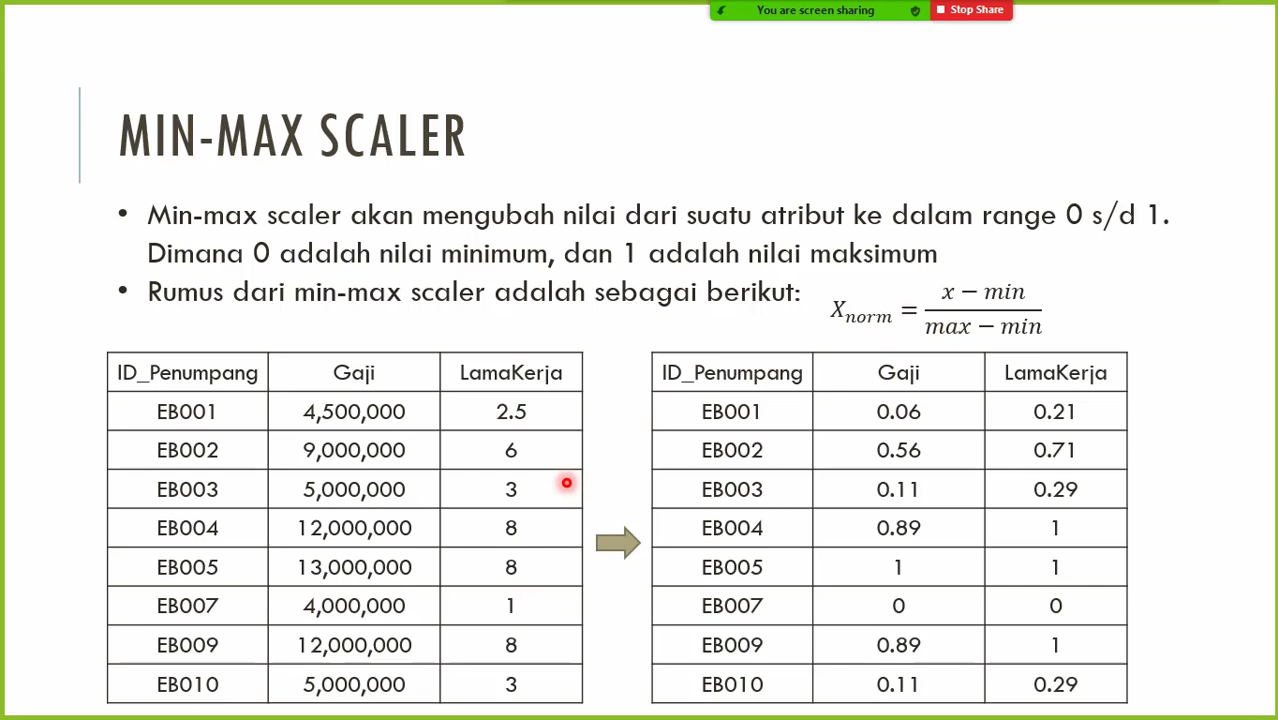 You are screen sharing Stop Share
MIN-MAX SCALER
• Min-max scaler akan mengubah nilai dari suatu atribut ke dalam range 0 s/d 1.
Dimana 0 adalah nilai minimum, dan 1 adalah nilai maksimum
• Rumus dari min-max scaler adalah sebagai berikut: X_norm = (x − min) / (max − min)
ID_Penumpang Gaji LamaKerja
EB001 4,500,000 2.5
EB002 9,000,000 6
EB003 5,000,000 3
EB004 12,000,000 8
EB005 13,000,000 8
EB007 4,000,000 1
EB009 12,000,000 8
EB010 5,000,000 3
ID_Penumpang Gaji LamaKerja
EB001 0.06 0.21
EB002 0.56 0.71
EB003 0.11 0.29
EB004 0.89 1
EB005 1 1
EB007 0 0
EB009 0.89 1
EB010 0.11 0.29